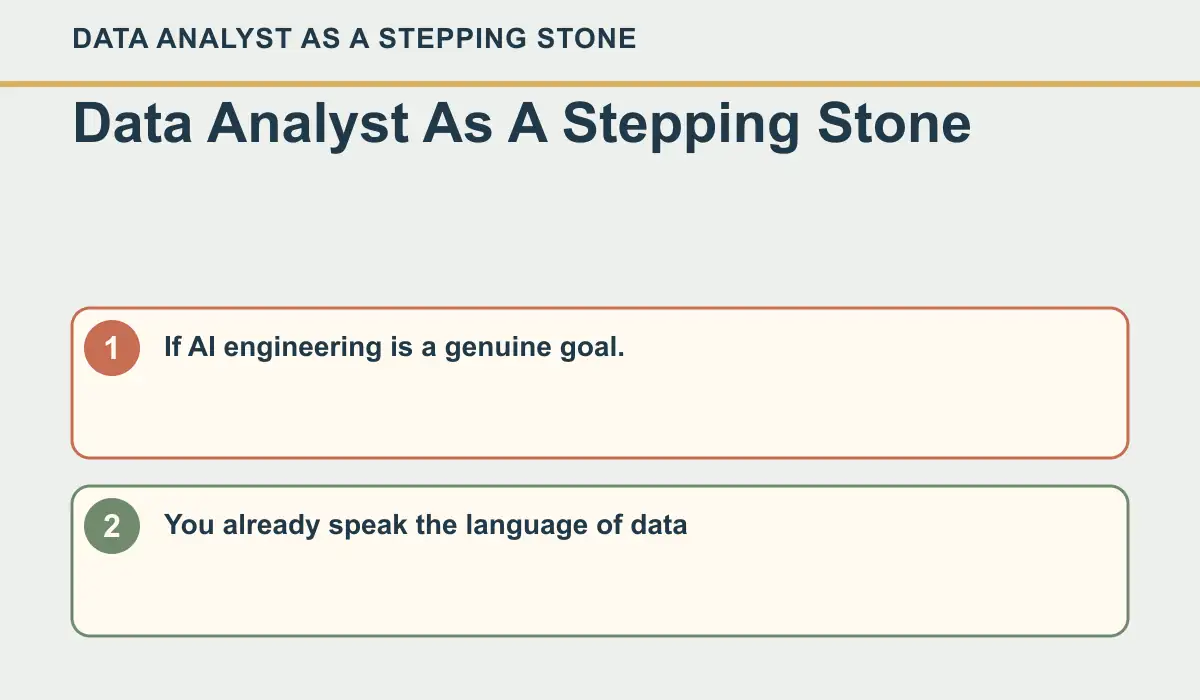 DATA ANALYST AS A STEPPING STONE
Data Analyst As A Stepping Stone
1
If AI engineering is a genuine goal.
2
You already speak the language of data